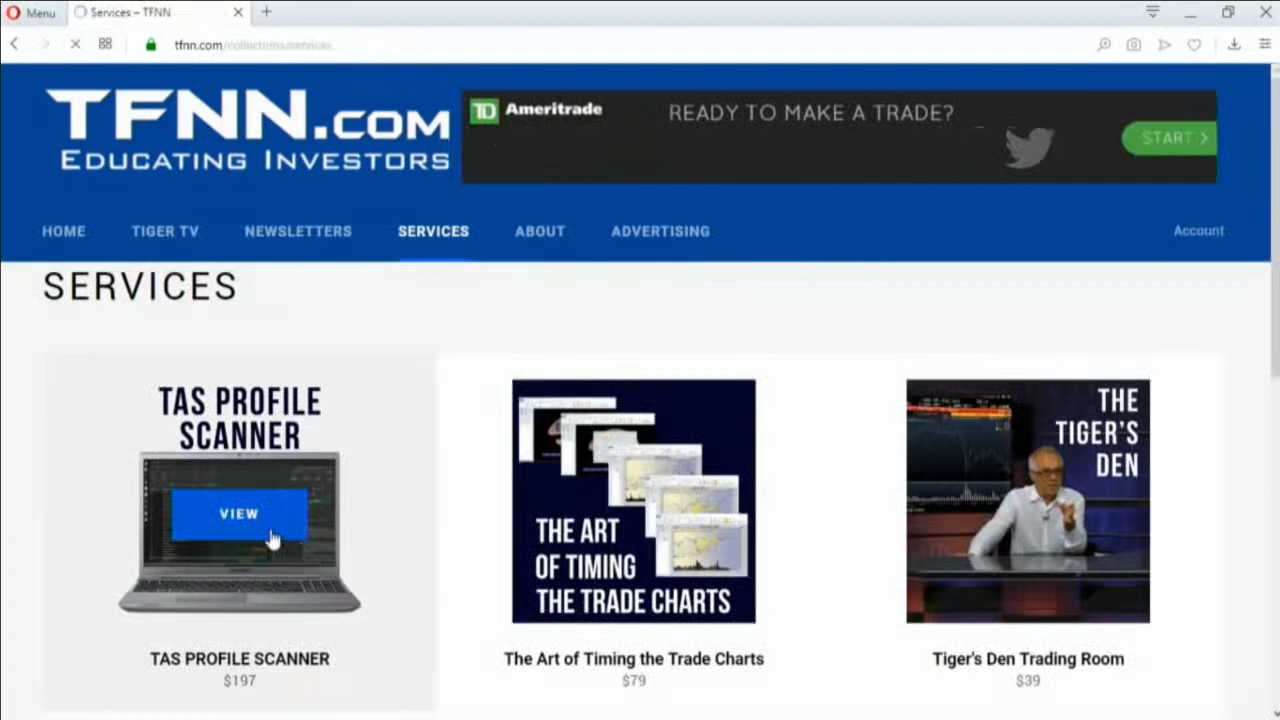 Menu
Services – TFNN
tfnn.com/collections/services
TFNN.COM
EDUCATING INVESTORS
TD Ameritrade
READY TO MAKE A TRADE?
START >
HOME
TIGER TV
NEWSLETTERS
SERVICES
ABOUT
ADVERTISING
Account
SERVICES
TAS PROFILE
SCANNER
VIEW
THE ART
OF TIMING
THE TRADE CHARTS
THE
TIGER'S
DEN
TAS PROFILE SCANNER
$197
The Art of Timing the Trade Charts
$79
Tiger's Den Trading Room
$39